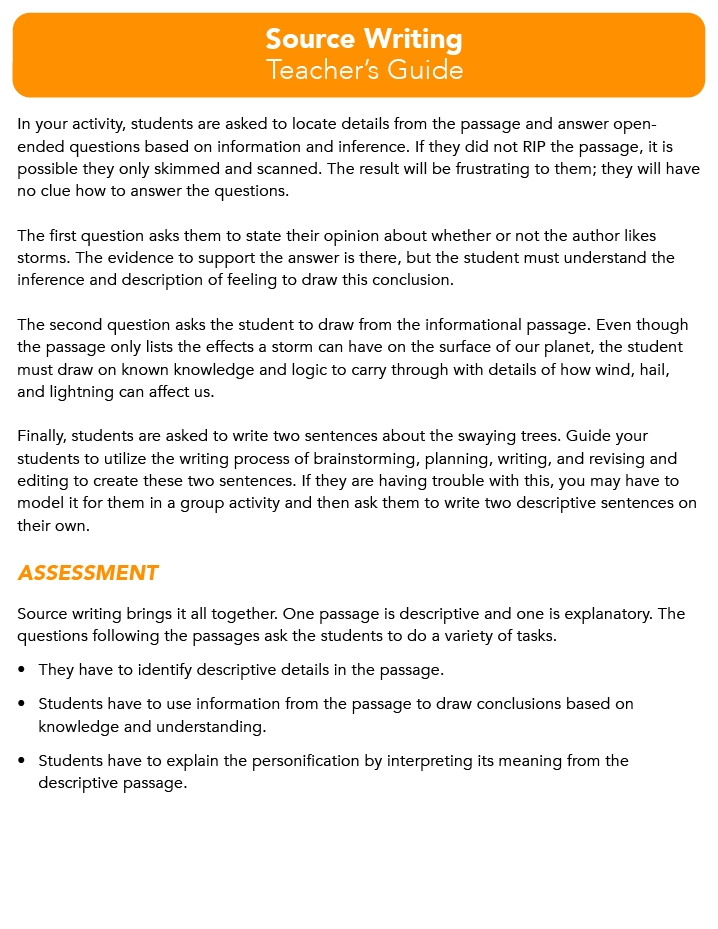 Source Writing
Teacher's Guide
In your activity, students are asked to locate details from the passage and answer open-
ended questions based on information and inference. If they did not RIP the passage, it is
possible they only skimmed and scanned. The result will be frustrating to them; they will have
no clue how to answer the questions.
The first question asks them to state their opinion about whether or not the author likes
storms. The evidence to support the answer is there, but the student must understand the
inference and description of feeling to draw this conclusion.
The second question asks the student to draw from the informational passage. Even though
the passage only lists the effects a storm can have on the surface of our planet, the student
must draw on known knowledge and logic to carry through with details of how wind, hail,
and lightning can affect us.
Finally, students are asked to write two sentences about the swaying trees. Guide your
students to utilize the writing process of brainstorming, planning, writing, and revising and
editing to create these two sentences. If they are having trouble with this, you may have to
model it for them in a group activity and then ask them to write two descriptive sentences on
their own.
ASSESSMENT
Source writing brings it all together. One passage is descriptive and one is explanatory. The
questions following the passages ask the students to do a variety of tasks.
• They have to identify descriptive details in the passage.
• Students have to use information from the passage to draw conclusions based on
knowledge and understanding.
• Students have to explain the personification by interpreting its meaning from the
descriptive passage.